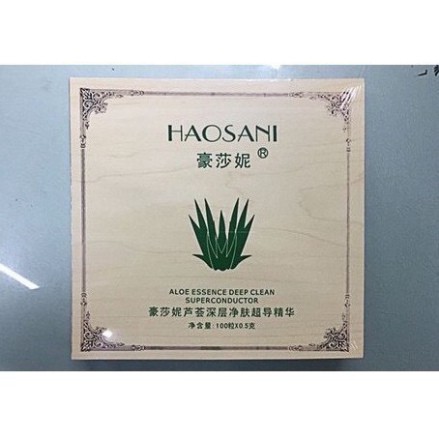 HAOSANI
豪莎妮®
ALOE ESSENCE DEEP CLEAN
SUPERCONDUCTOR
豪莎妮芦荟深层净肤超导精华
净含量:100粒X0.5克